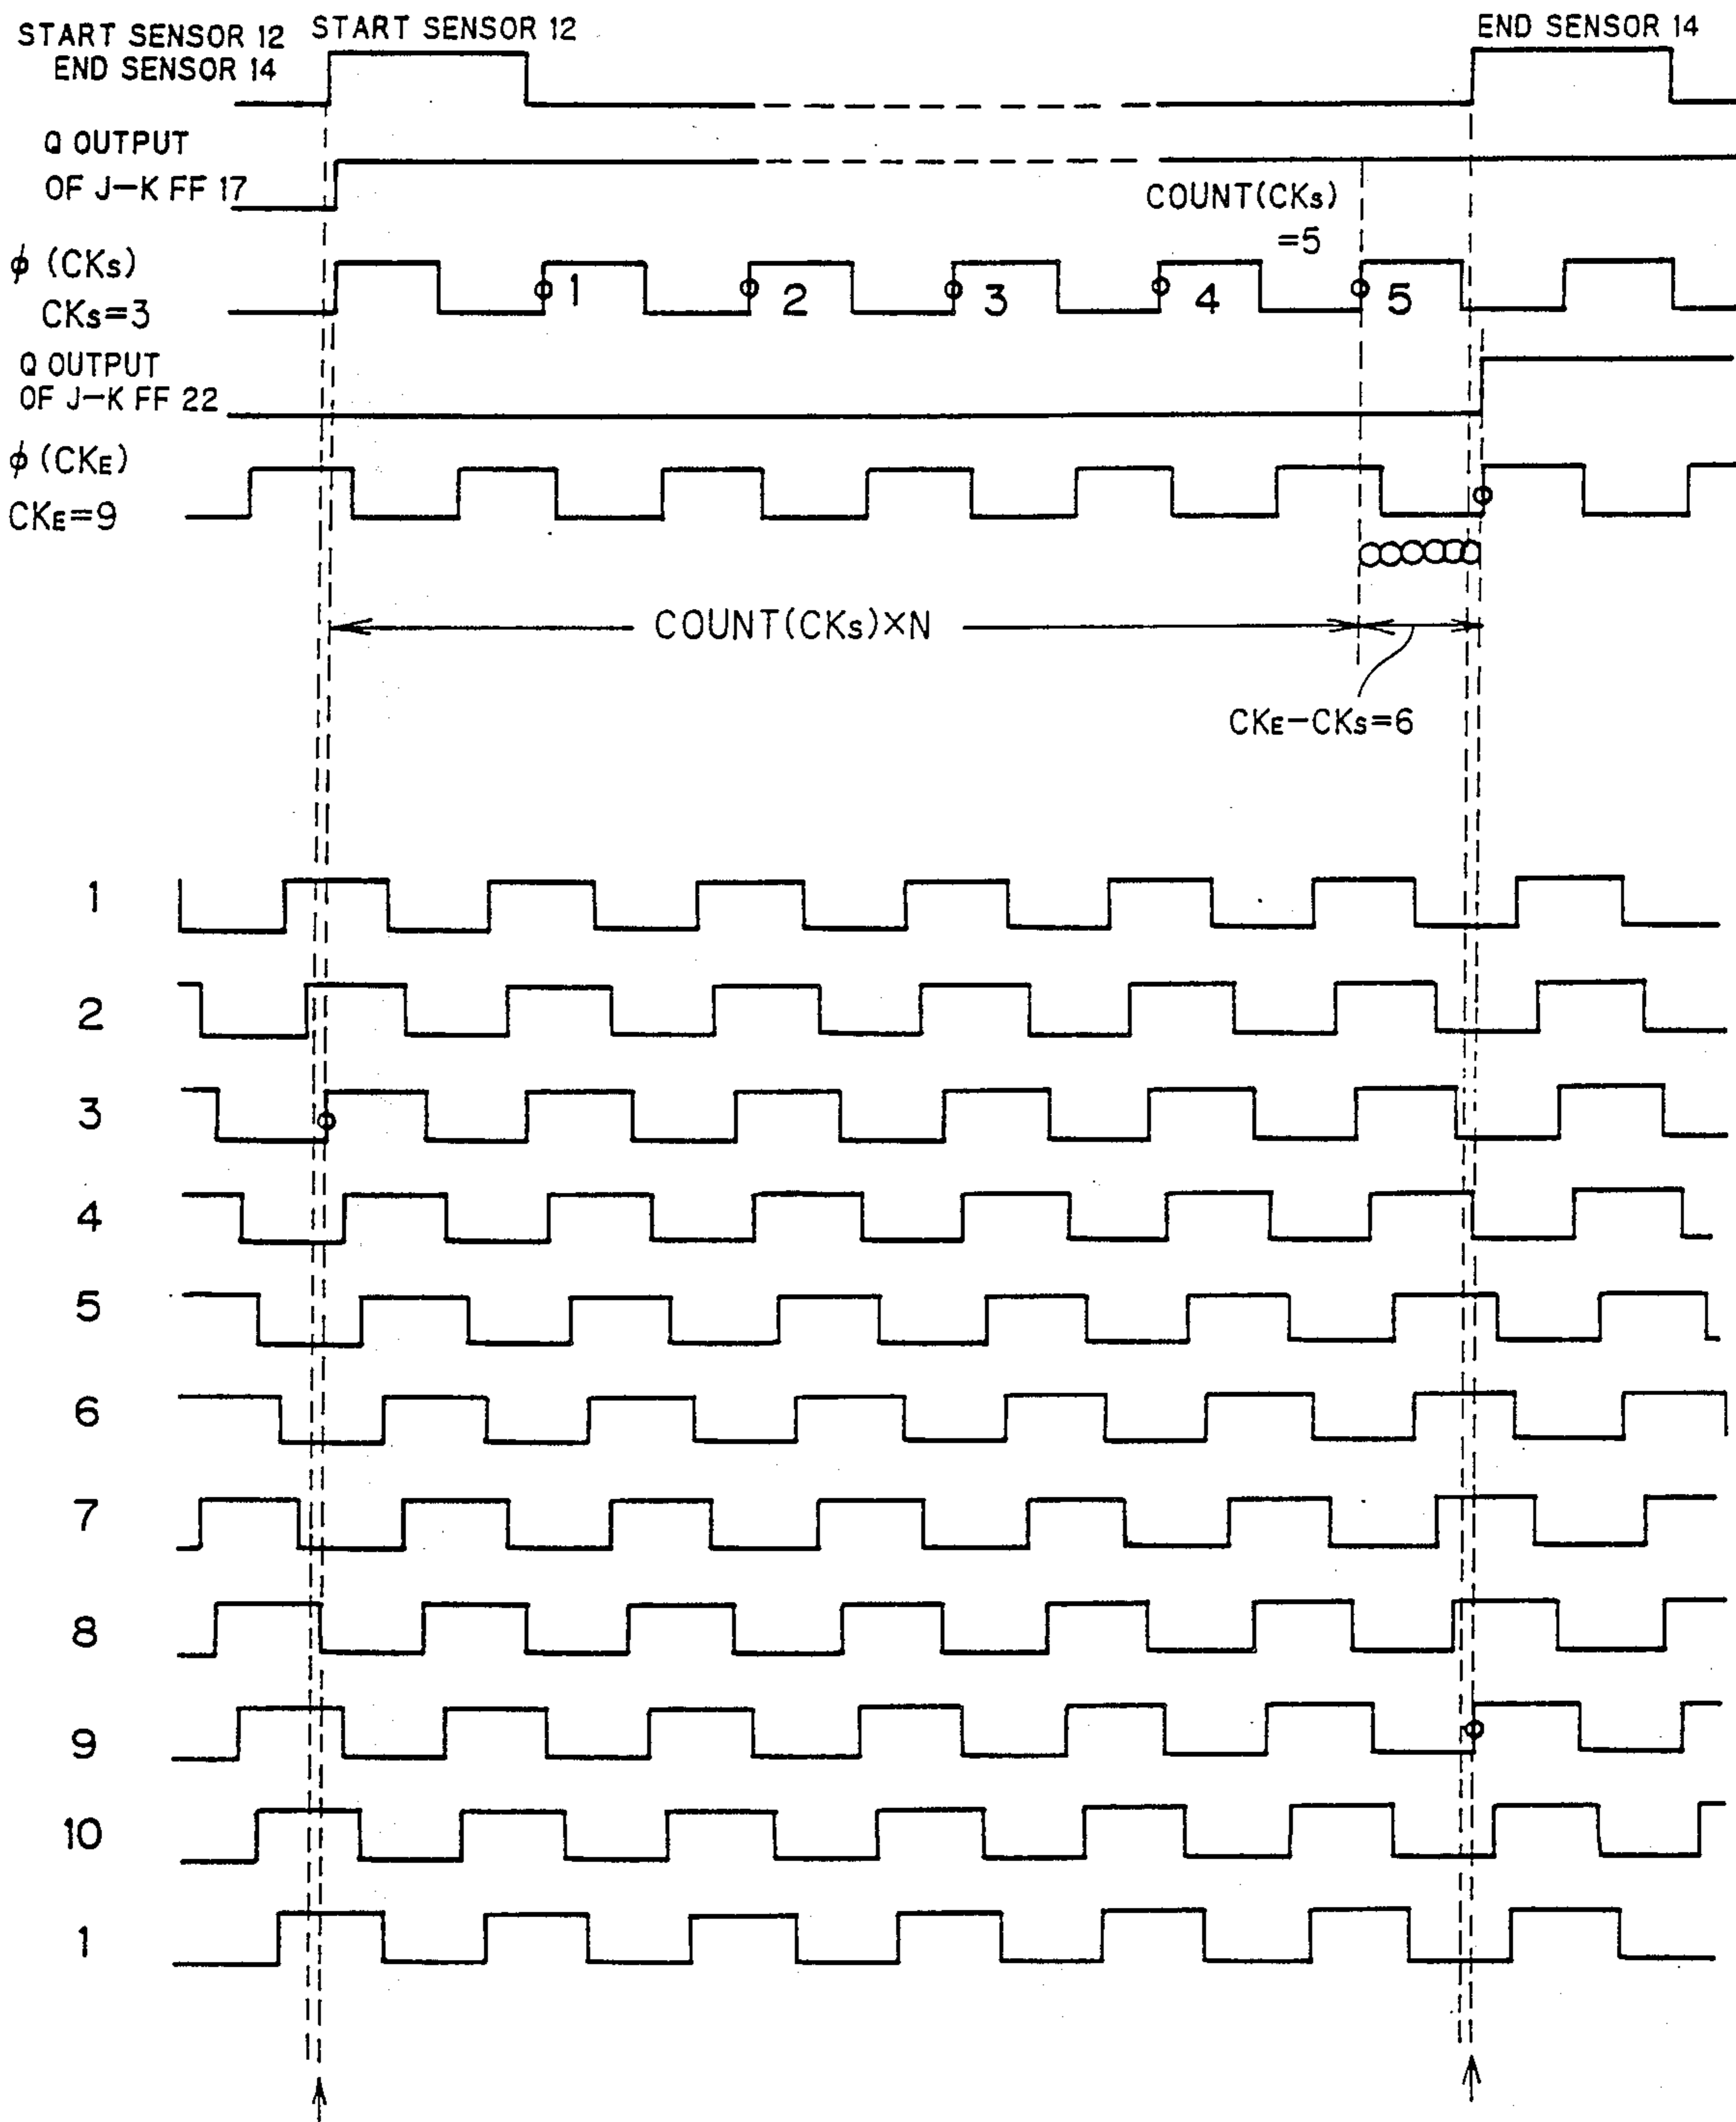 START SENSOR 12
END SENSOR 14
START SENSOR 12
END SENSOR 14
Q OUTPUT
OF J-K FF 17
COUNT(CKS)
=5
ϕ (CKS)
CKS=3
1
2
3
4
5
Q OUTPUT
OF J-K FF 22
ϕ (CKE)
CKE=9
COUNT(CKS)×N
CKE-CKS=6
1
2
3
4
5
6
7
8
9
10
1